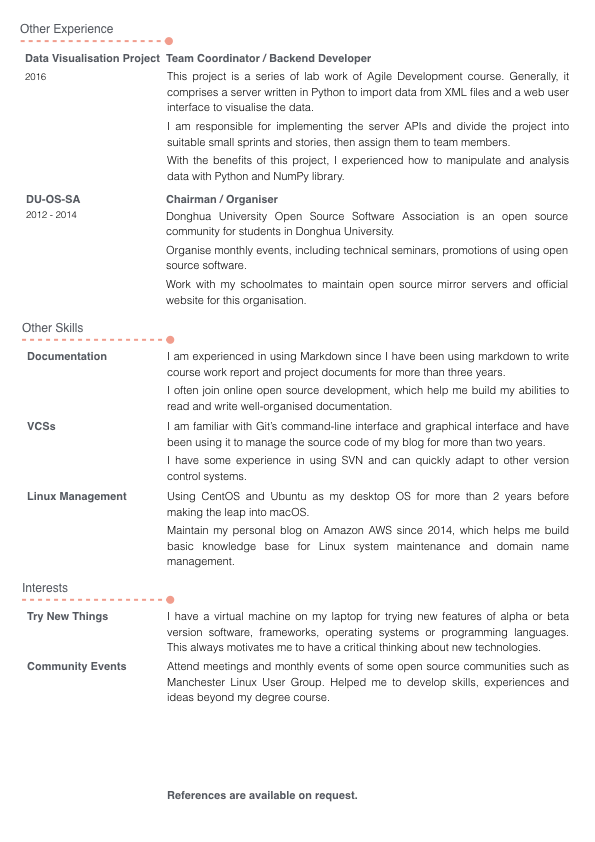 Other Experience
Data Visualisation Project Team Coordinator / Backend Developer
2016 This project is a series of lab work of Agile Development course. Generally, it
comprises a server written in Python to import data from XML files and a web user
interface to visualise the data.
I am responsible for implementing the server APIs and divide the project into
suitable small sprints and stories, then assign them to team members.
With the benefits of this project, I experienced how to manipulate and analysis
data with Python and NumPy library.
DU-OS-SA Chairman / Organiser
2012 - 2014 Donghua University Open Source Software Association is an open source
community for students in Donghua University.
Organise monthly events, including technical seminars, promotions of using open
source software.
Work with my schoolmates to maintain open source mirror servers and official
website for this organisation.
Other Skills
Documentation I am experienced in using Markdown since I have been using markdown to write
course work report and project documents for more than three years.
I often join online open source development, which help me build my abilities to
read and write well-organised documentation.
VCSs I am familiar with Git's command-line interface and graphical interface and have
been using it to manage the source code of my blog for more than two years.
I have some experience in using SVN and can quickly adapt to other version
control systems.
Linux Management Using CentOS and Ubuntu as my desktop OS for more than 2 years before
making the leap into macOS.
Maintain my personal blog on Amazon AWS since 2014, which helps me build
basic knowledge base for Linux system maintenance and domain name
management.
Interests
Try New Things I have a virtual machine on my laptop for trying new features of alpha or beta
version software, frameworks, operating systems or programming languages.
This always motivates me to have a critical thinking about new technologies.
Community Events Attend meetings and monthly events of some open source communities such as
Manchester Linux User Group. Helped me to develop skills, experiences and
ideas beyond my degree course.
References are available on request.